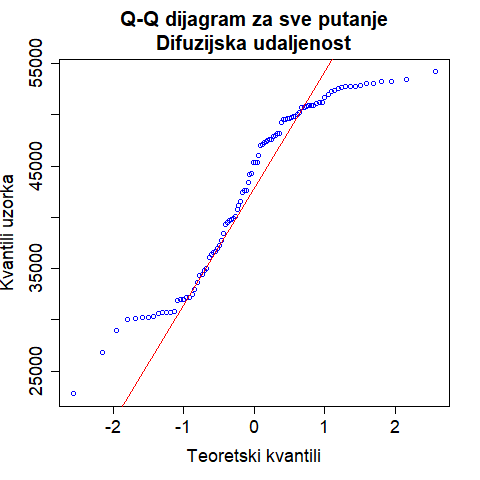 Q-Q dijagram za sve putanje
Difuzijska udaljenost
Kvantili uzorka
55000
45000
35000
25000
-2 -1 0 1 2
Teoretski kvantili